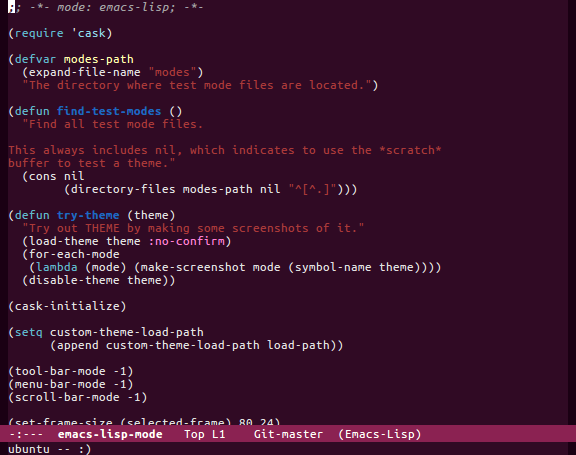 ;; -*- mode: emacs-lisp; -*-
(require 'cask)
(defvar modes-path
  (expand-file-name "modes")
  "The directory where test mode files are located.")
(defun find-test-modes ()
  "Find all test mode files.
This always includes nil, which indicates to use the *scratch*
buffer to test a theme."
  (cons nil
        (directory-files modes-path nil "^[^.]")))
(defun try-theme (theme)
  "Try out THEME by making some screenshots of it."
  (load-theme theme :no-confirm)
  (for-each-mode
   (lambda (mode) (make-screenshot mode (symbol-name theme))))
  (disable-theme theme))
(cask-initialize)
(setq custom-theme-load-path
      (append custom-theme-load-path load-path))
(tool-bar-mode -1)
(menu-bar-mode -1)
(scroll-bar-mode -1)
(set-frame-size (selected-frame) 80 24)
-:---  emacs-lisp-mode   Top L1    Git-master  (Emacs-Lisp)
ubuntu -- :)